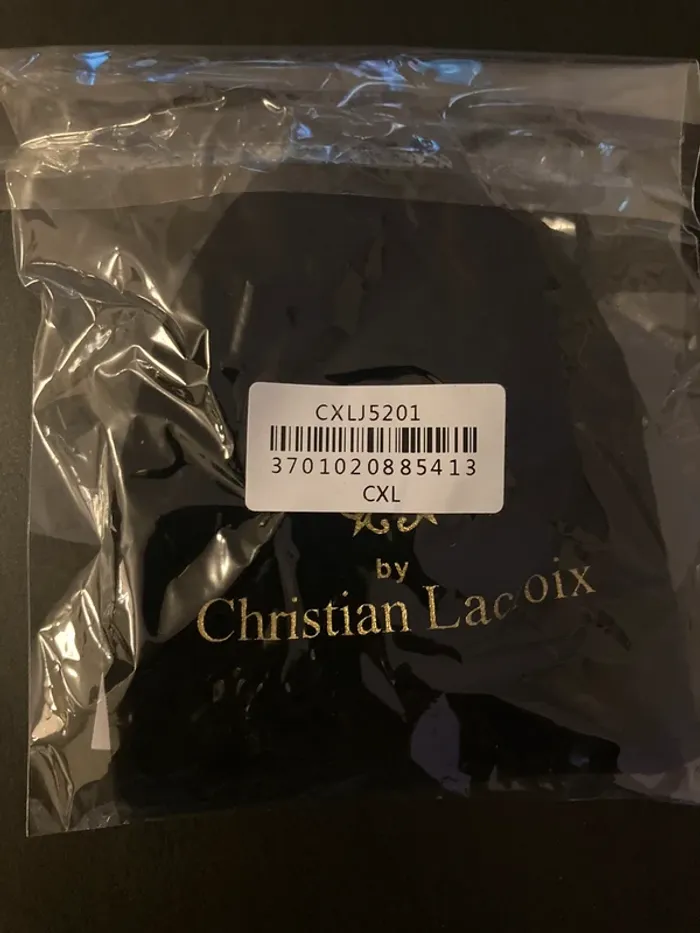 CXLJ5201
3701020885413
CXL
by
Christian Lacroix